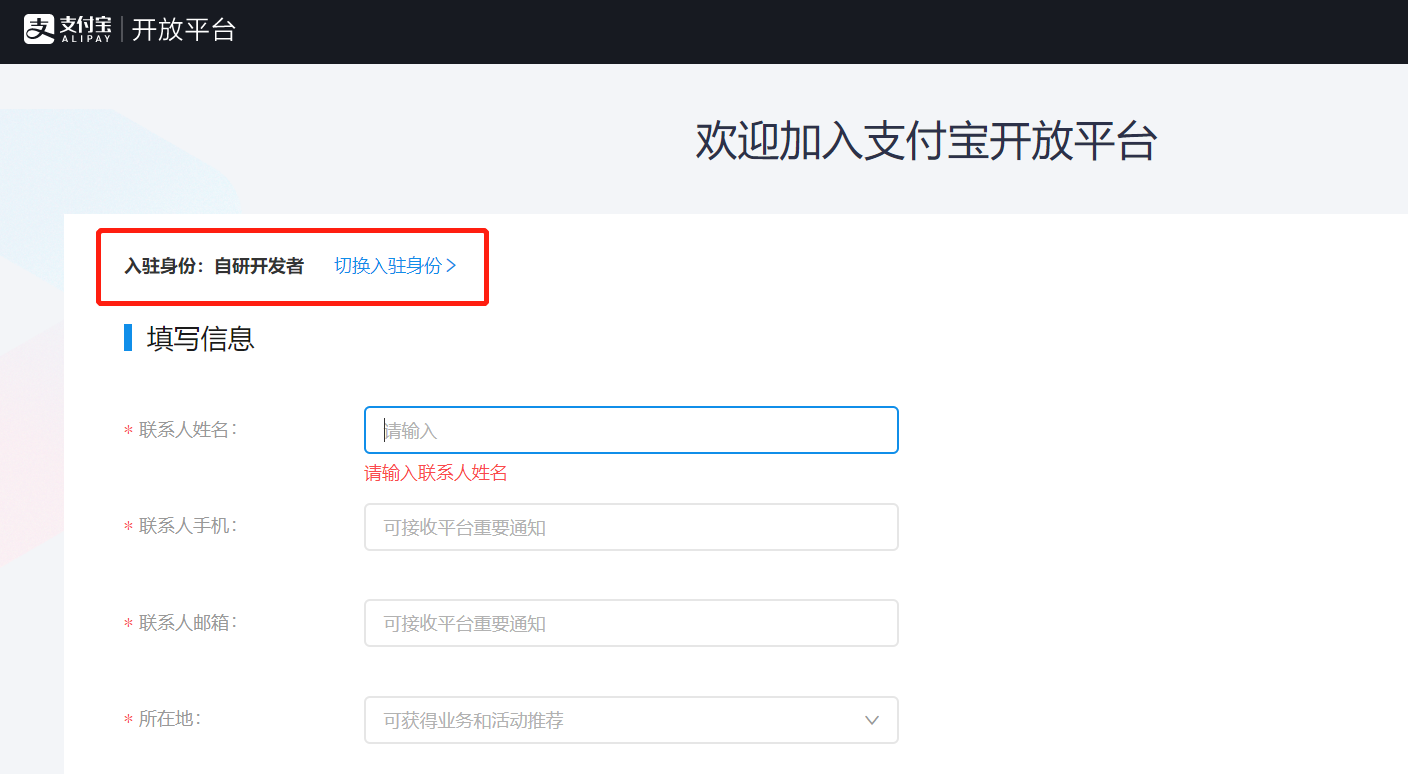 支付宝 ALIPAY 开放平台
欢迎加入支付宝开放平台
入驻身份：自研开发者 切换入驻身份
填写信息
* 联系人姓名： 请输入
请输入联系人姓名
* 联系人手机： 可接收平台重要通知
* 联系人邮箱： 可接收平台重要通知
* 所在地： 可获得业务和活动推荐